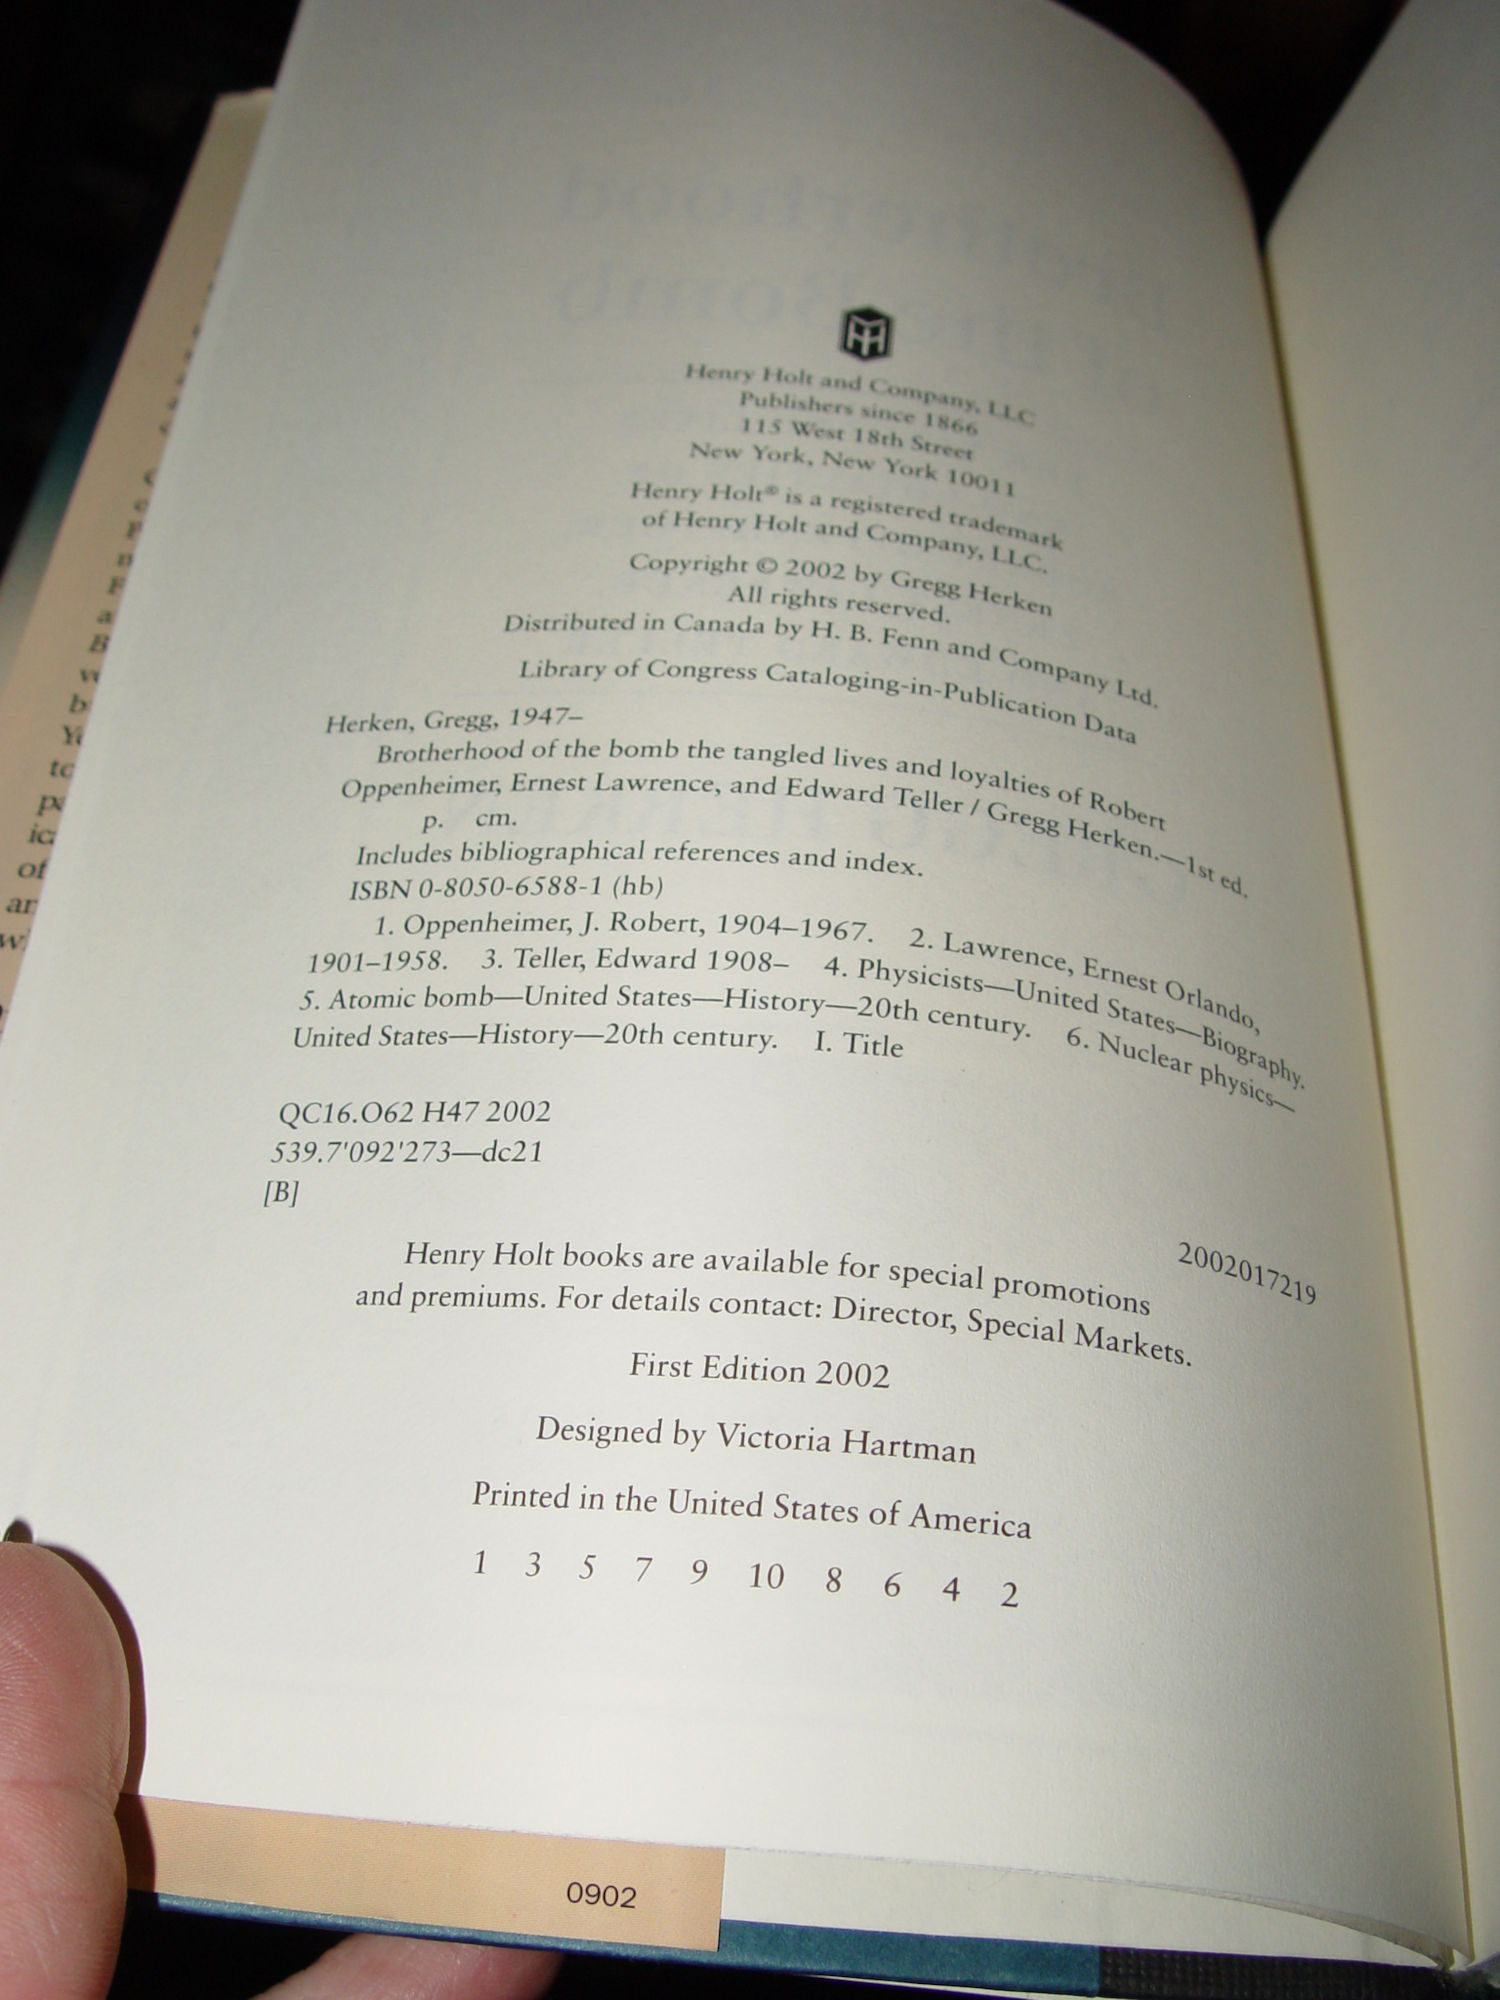 Henry Holt and Company, LLC
Publishers since 1866
115 West 18th Street
New York, New York 10011
Henry Holt® is a registered trademark
of Henry Holt and Company, LLC.
Copyright © 2002 by Gregg Herken
All rights reserved.
Distributed in Canada by H. B. Fenn and Company Ltd.
Library of Congress Cataloging-in-Publication Data
Herken, Gregg, 1947–
Brotherhood of the bomb the tangled lives and loyalties of Robert
Oppenheimer, Ernest Lawrence, and Edward Teller / Gregg Herken.—1st ed.
p. cm.
Includes bibliographical references and index.
ISBN 0-8050-6588-1 (hb)
1. Oppenheimer, J. Robert, 1904–1967. 2. Lawrence, Ernest Orlando,
1901–1958. 3. Teller, Edward 1908– 4. Physicists—United States—Biography.
5. Atomic bomb—United States—History—20th century. 6. Nuclear physics—
United States—History—20th century. I. Title
QC16.O62 H47 2002
539.7'092'273—dc21
[B]
2002017219
Henry Holt books are available for special promotions
and premiums. For details contact: Director, Special Markets.
First Edition 2002
Designed by Victoria Hartman
Printed in the United States of America
1 3 5 7 9 10 8 6 4 2
0902